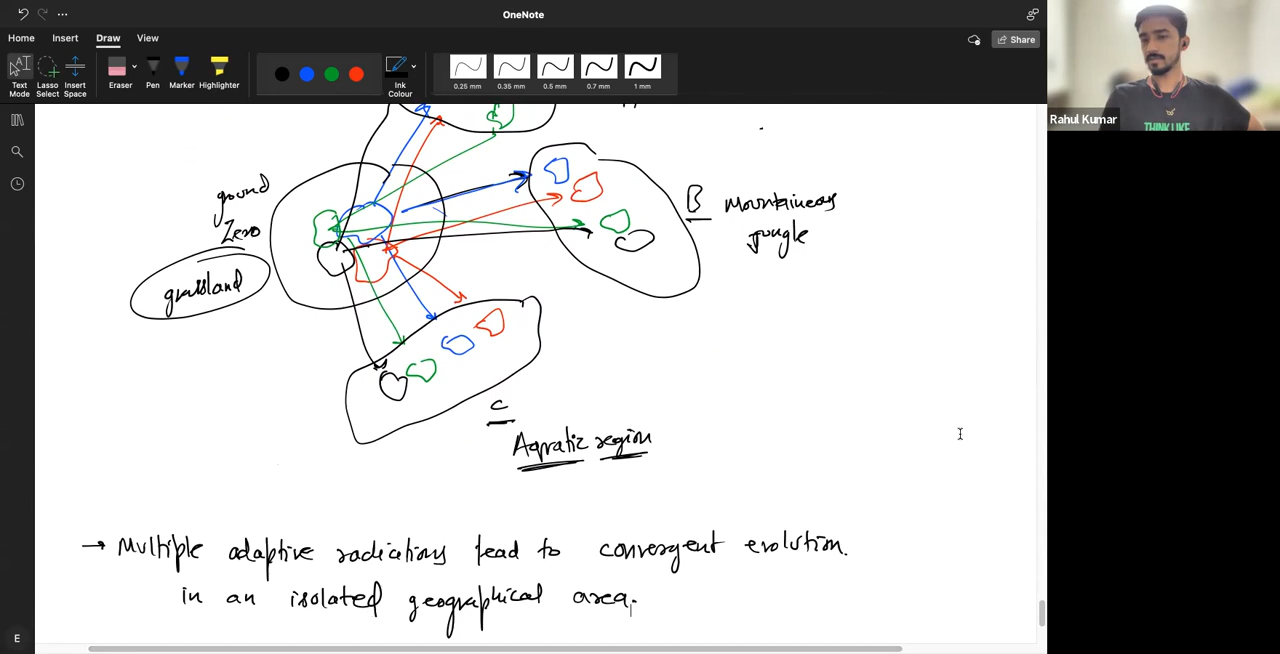 OneNote
Home Insert Draw View
Share
Text Mode
Lasso Select
Insert Space
Eraser
Pen
Marker
Highlighter
Ink Colour
0.25 mm
0.35 mm
0.5 mm
0.7 mm
1 mm
Rahul Kumar
THINK LIKE
ground
Zero
grassland
B Mountaineous
jungle
C
Aquatic region
→ Multiple adaptive radiations lead to convergent evolution.
in an isolated geographical area.
E